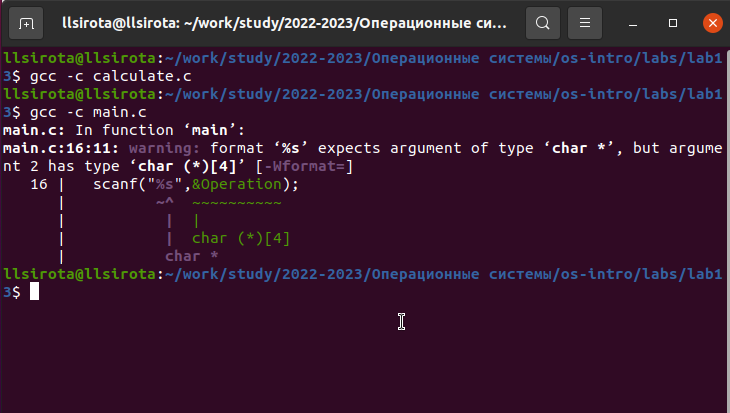 llsirota@llsirota: ~/work/study/2022-2023/Операционные си...
llsirota@llsirota:~/work/study/2022-2023/Операционные системы/os-intro/labs/lab1
3$ gcc -c calculate.c
llsirota@llsirota:~/work/study/2022-2023/Операционные системы/os-intro/labs/lab1
3$ gcc -c main.c
main.c: In function ‘main’:
main.c:16:11: warning: format ‘%s’ expects argument of type ‘char *’, but argume
nt 2 has type ‘char (*)[4]’ [-Wformat=]
   16 |   scanf("%s",&Operation);
      |          ~^  ~~~~~~~~~~
      |           |  |
      |           |  char (*)[4]
      |           char *
llsirota@llsirota:~/work/study/2022-2023/Операционные системы/os-intro/labs/lab1
3$